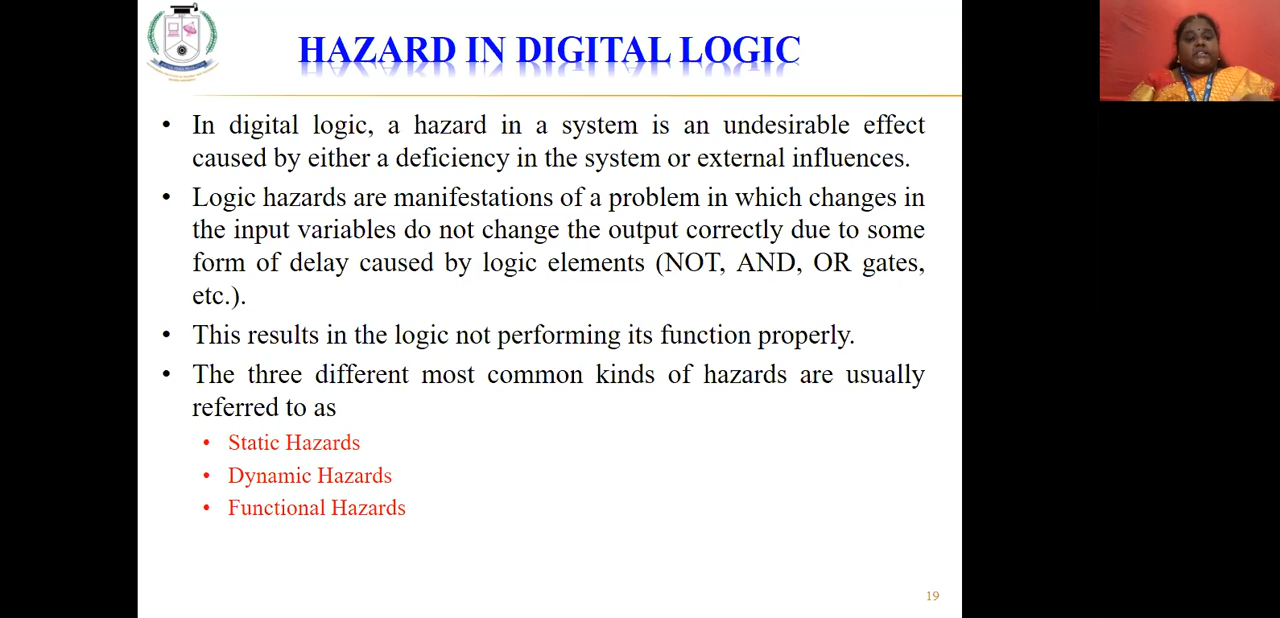 HAZARD IN DIGITAL LOGIC
• In digital logic, a hazard in a system is an undesirable effect
caused by either a deficiency in the system or external influences.
• Logic hazards are manifestations of a problem in which changes in
the input variables do not change the output correctly due to some
form of delay caused by logic elements (NOT, AND, OR gates,
etc.).
• This results in the logic not performing its function properly.
• The three different most common kinds of hazards are usually
referred to as
• Static Hazards
• Dynamic Hazards
• Functional Hazards
19